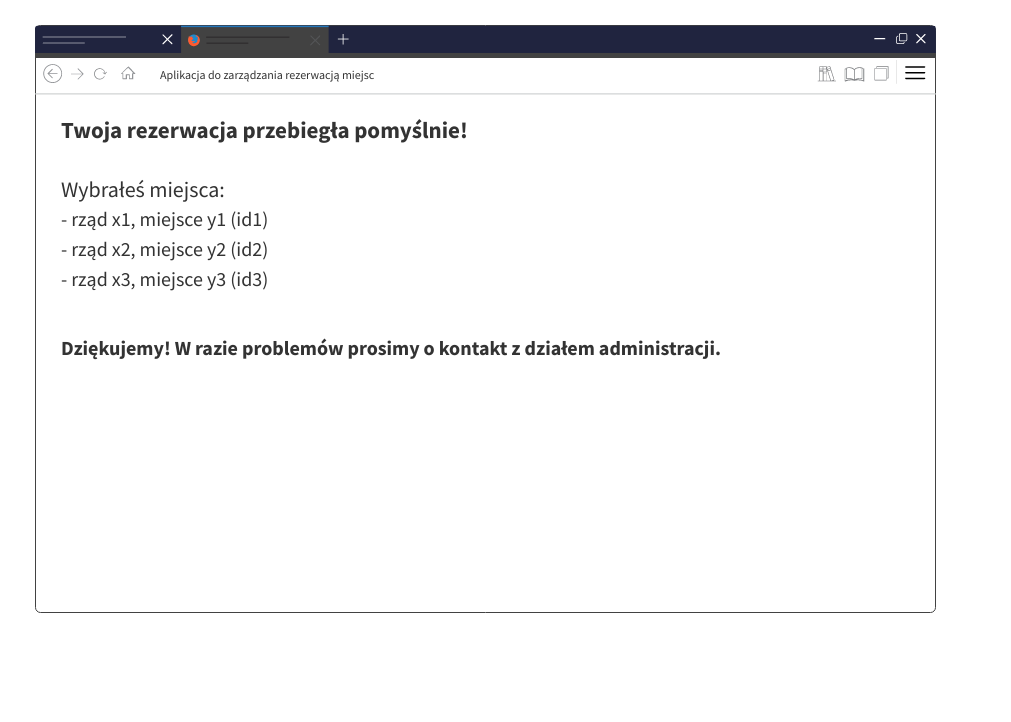 Aplikacja do zarządzania rezerwacją miejsc
Twoja rezerwacja przebiegła pomyślnie!
Wybrałeś miejsca:
- rząd x1, miejsce y1 (id1)
- rząd x2, miejsce y2 (id2)
- rząd x3, miejsce y3 (id3)
Dziękujemy! W razie problemów prosimy o kontakt z działem administracji.